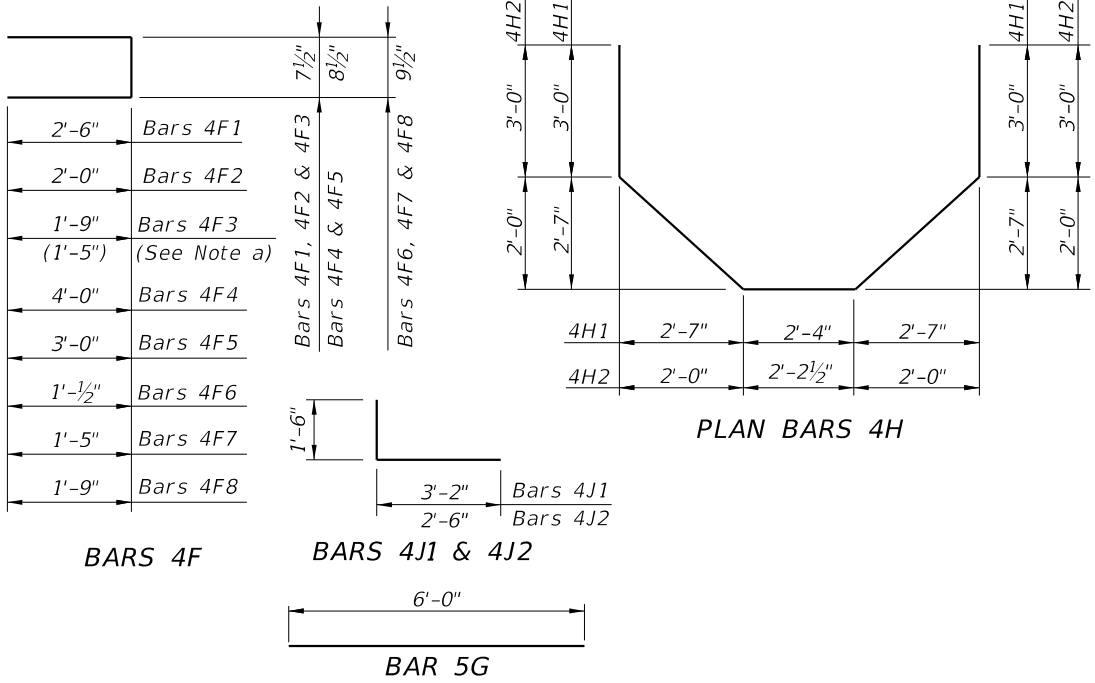 2'-6" Bars 4F1
2'-0" Bars 4F2
1'-9" Bars 4F3
(1'-5") (See Note a)
4'-0" Bars 4F4
3'-0" Bars 4F5
1'-½" Bars 4F6
1'-5" Bars 4F7
1'-9" Bars 4F8
BARS 4F
7½"
8½"
9½"
Bars 4F1, 4F2 & 4F3
Bars 4F4 & 4F5
Bars 4F6, 4F7 & 4F8
1'-6"
3'-2" Bars 4J1
2'-6" Bars 4J2
BARS 4J1 & 4J2
6'-0"
BAR 5G
4H2
4H1
3'-0"
3'-0"
2'-0"
2'-7"
4H1
4H2
3'-0"
3'-0"
2'-7"
2'-0"
4H1 2'-7" 2'-4" 2'-7"
4H2 2'-0" 2'-2½" 2'-0"
PLAN BARS 4H